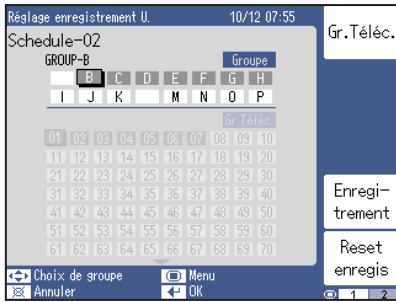 Réglage enregistrement U. 10/12 07:55
Schedule-02
GROUP-B Groupe
B C D E F G H
I J K M N O P
Gr.Téléc.
01 02 03 04 05 06 07 08 09 10
11 12 13 14 15 16 17 18 19 20
21 22 23 24 25 26 27 28 29 30
31 32 33 34 35 36 37 38 39 40
41 42 43 44 45 46 47 48 49 50
51 52 53 54 55 56 57 58 59 60
61 62 63 64 65 66 67 68 69 70
Choix de groupe Menu
Annuler OK
Gr.Téléc.
Enregi-
trement
Reset
enregis
1 2